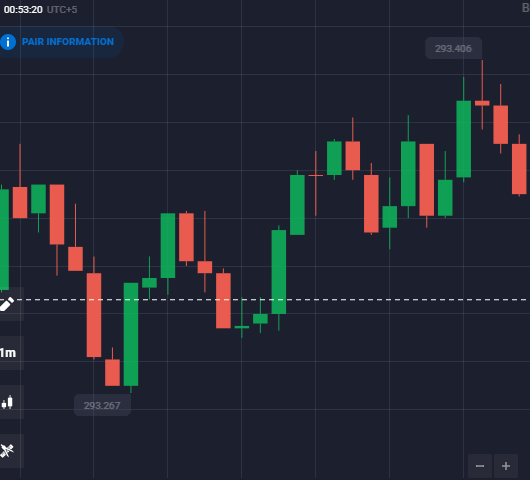 00:53:20 UTC+5
B
i PAIR INFORMATION
293.406
1m
293.267